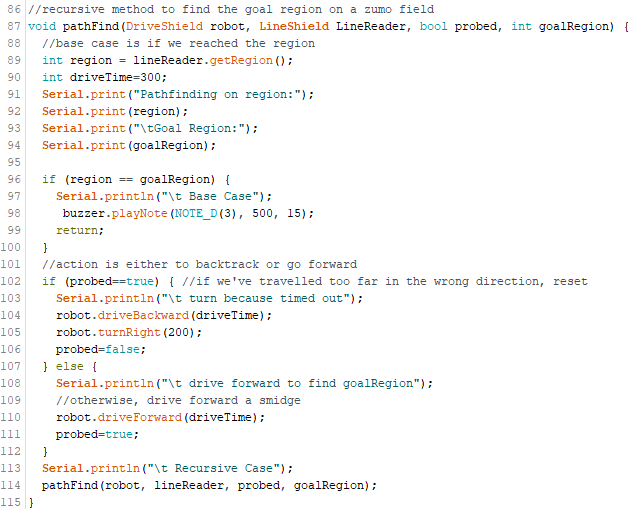 86 //recursive method to find the goal region on a zumo field
87 void pathFind(DriveShield robot, LineShield LineReader, bool probed, int goalRegion) {
88   //base case is if we reached the region
89   int region = lineReader.getRegion();
90   int driveTime=300;
91   Serial.print("Pathfinding on region:");
92   Serial.print(region);
93   Serial.print("\tGoal Region:");
94   Serial.print(goalRegion);
95
96   if (region == goalRegion) {
97     Serial.println("\t Base Case");
98      buzzer.playNote(NOTE_D(3), 500, 15);
99     return;
100   }
101   //action is either to backtrack or go forward
102   if (probed==true) { //if we've travelled too far in the wrong direction, reset
103     Serial.println("\t turn because timed out");
104     robot.driveBackward(driveTime);
105     robot.turnRight(200);
106     probed=false;
107   } else {
108     Serial.println("\t drive forward to find goalRegion");
109     //otherwise, drive forward a smidge
110     robot.driveForward(driveTime);
111     probed=true;
112   }
113   Serial.println("\t Recursive Case");
114   pathFind(robot, lineReader, probed, goalRegion);
115 }